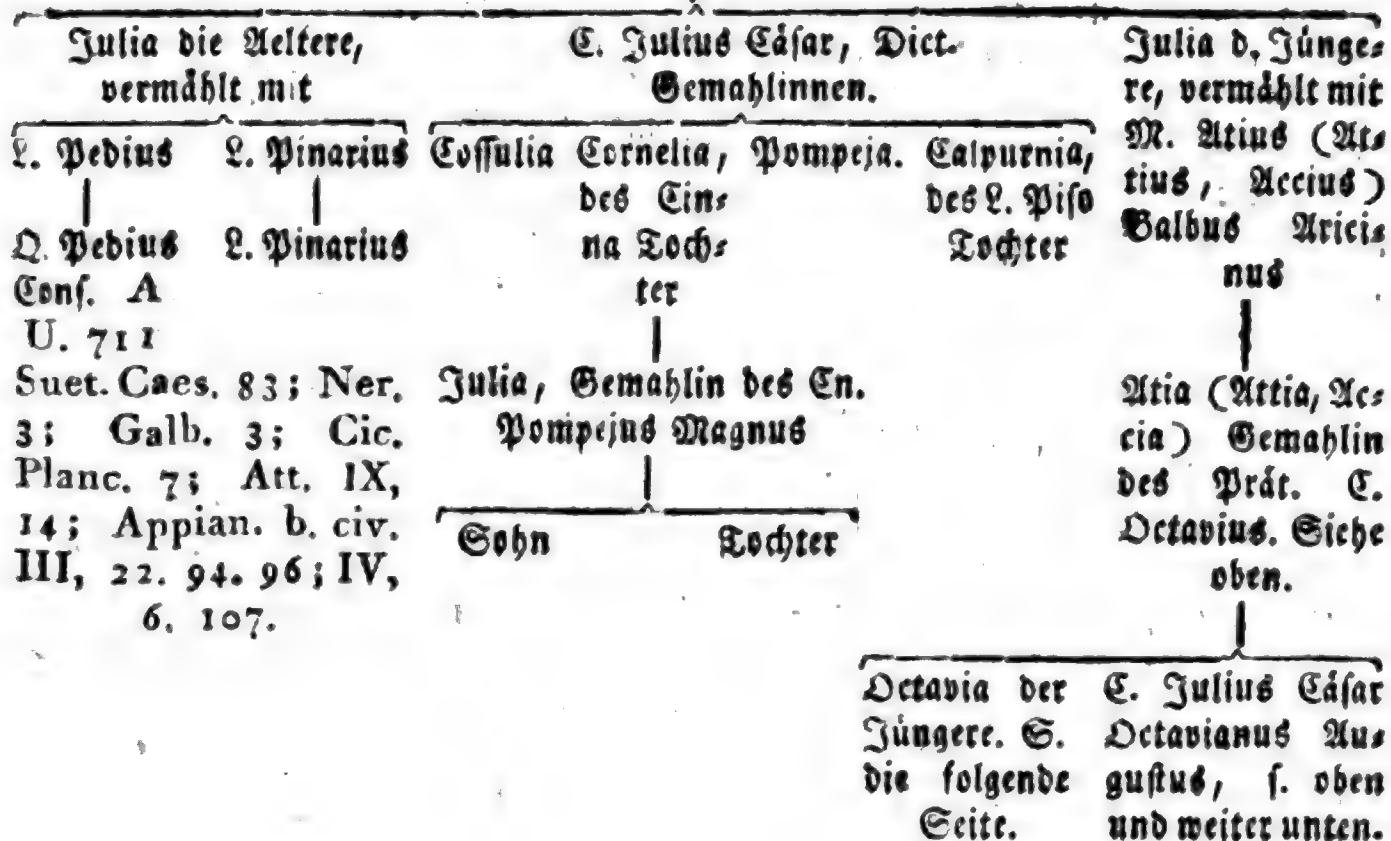 Julia die Aeltere,
vermählt mit
L. Pedius L. Pinarius
Q. Pedius L. Pinarius
Conſ. A
U. 711
Suet. Caes. 83; Ner.
3; Galb. 3; Cic.
Planc. 7; Att. IX,
14; Appian. b. civ.
III, 22. 94. 96; IV,
6. 107.
C. Julius Cäſar, Dict.
Gemahlinnen.
Coſſulia Cornelia, Pompeja. Calpurnia,
des Cin⸗ des L. Piſo
na Toch⸗ Tochter
ter
Julia, Gemahlin des Cn.
Pompejus Magnus
Sohn Tochter
Julia d. Jünge⸗
re, vermählt mit
M. Atius (At⸗
tius, Accius)
Balbus Arici⸗
nus
Atia (Attia, Ac⸗
cia) Gemahlin
des Prät. C.
Octavius. Siehe
oben.
Octavia der
Jüngere. S.
die folgende
Seite.
C. Julius Cäſar
Octavianus Au⸗
guſtus, ſ. oben
und weiter unten.